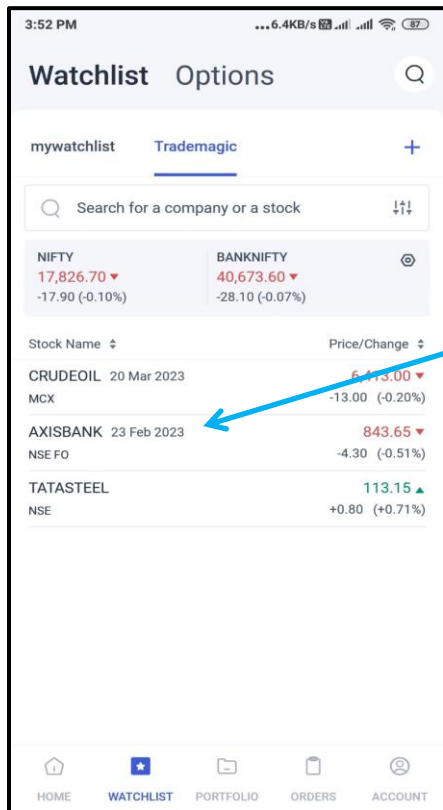 3:52 PM ...6.4KB/s 87
Watchlist Options
mywatchlist Trademagic +
Search for a company or a stock
NIFTY BANKNIFTY
17,826.70 ▼ 40,673.60 ▼
-17.90 (-0.10%) -28.10 (-0.07%)
Stock Name Price/Change
CRUDEOIL 20 Mar 2023 6,413.00 ▼
MCX -13.00 (-0.20%)
AXISBANK 23 Feb 2023 843.65 ▼
NSE FO -4.30 (-0.51%)
TATASTEEL 113.15 ▲
NSE +0.80 (+0.71%)
HOME WATCHLIST PORTFOLIO ORDERS ACCOUNT